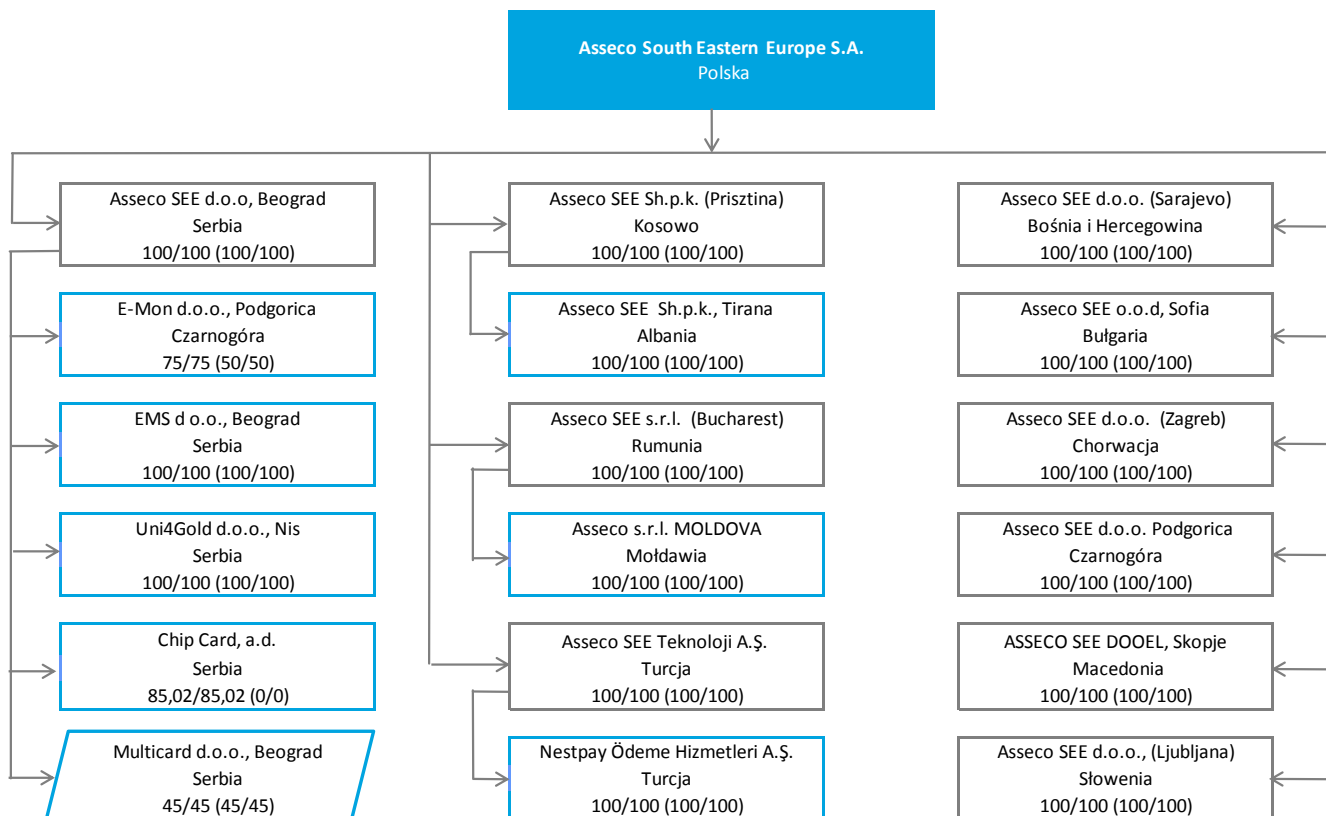 Asseco South Eastern Europe S.A.
Polska
Asseco SEE d.o.o, Beograd
Serbia
100/100 (100/100)
E-Mon d.o.o., Podgorica
Czarnogóra
75/75 (50/50)
EMS d o.o., Beograd
Serbia
100/100 (100/100)
Uni4Gold d.o.o., Nis
Serbia
100/100 (100/100)
Chip Card, a.d.
Serbia
85,02/85,02 (0/0)
Multicard d.o.o., Beograd
Serbia
45/45 (45/45)
Asseco SEE Sh.p.k. (Prisztina)
Kosowo
100/100 (100/100)
Asseco SEE Sh.p.k., Tirana
Albania
100/100 (100/100)
Asseco SEE s.r.l. (Bucharest)
Rumunia
100/100 (100/100)
Asseco s.r.l. MOLDOVA
Mołdawia
100/100 (100/100)
Asseco SEE Teknoloji A.Ş.
Turcja
100/100 (100/100)
Nestpay Ödeme Hizmetleri A.Ş.
Turcja
100/100 (100/100)
Asseco SEE d.o.o. (Sarajevo)
Bośnia i Hercegowina
100/100 (100/100)
Asseco SEE o.o.d, Sofia
Bułgaria
100/100 (100/100)
Asseco SEE d.o.o. (Zagreb)
Chorwacja
100/100 (100/100)
Asseco SEE d.o.o. Podgorica
Czarnogóra
100/100 (100/100)
ASSECO SEE DOOEL, Skopje
Macedonia
100/100 (100/100)
Asseco SEE d.o.o., (Ljubljana)
Słowenia
100/100 (100/100)